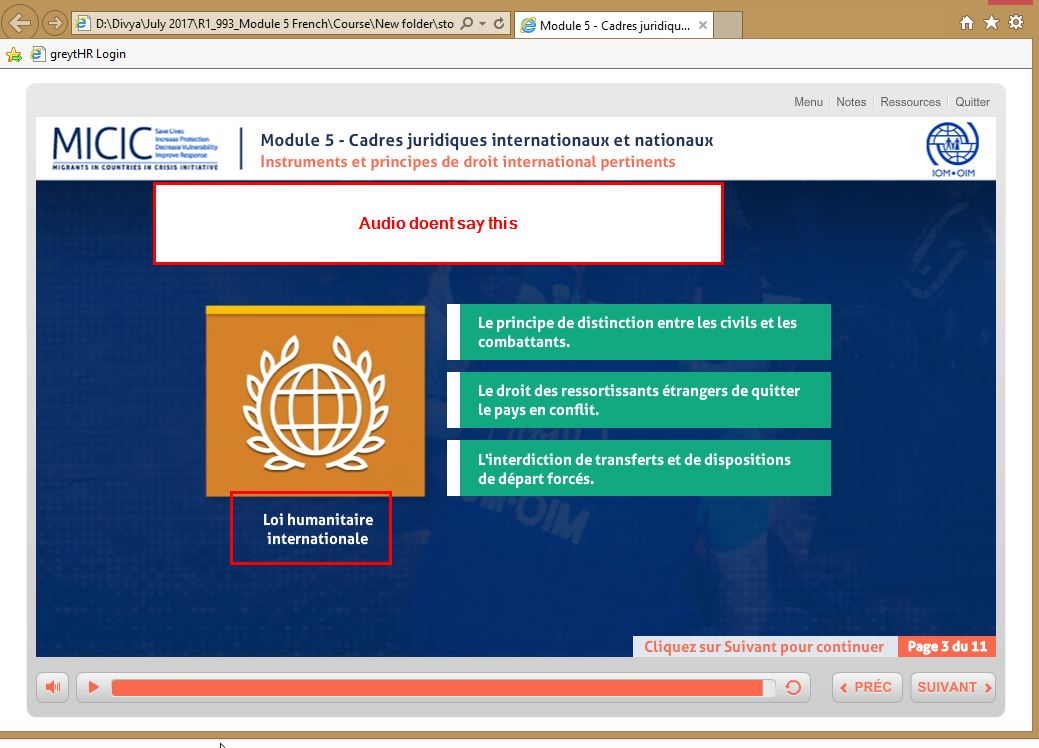 D:\Divya\July 2017\R1_993_Module 5 French\Course\New folder\sto
Module 5 - Cadres juridiqu...
greytHR Login
Menu Notes Ressources Quitter
MICIC
Save Lives
Increase Protection
Decrease Vulnerability
Improve Response
MIGRANTS IN COUNTRIES IN CRISIS INITIATIVE
Module 5 - Cadres juridiques internationaux et nationaux
Instruments et principes de droit international pertinents
IOM•OIM
Audio doent say this
Le principe de distinction entre les civils et les
combattants.
Le droit des ressortissants étrangers de quitter
le pays en conflit.
L'interdiction de transferts et de dispositions
de départ forcés.
Loi humanitaire
internationale
OIM
Cliquez sur Suivant pour continuer
Page 3 du 11
PRÉC
SUIVANT